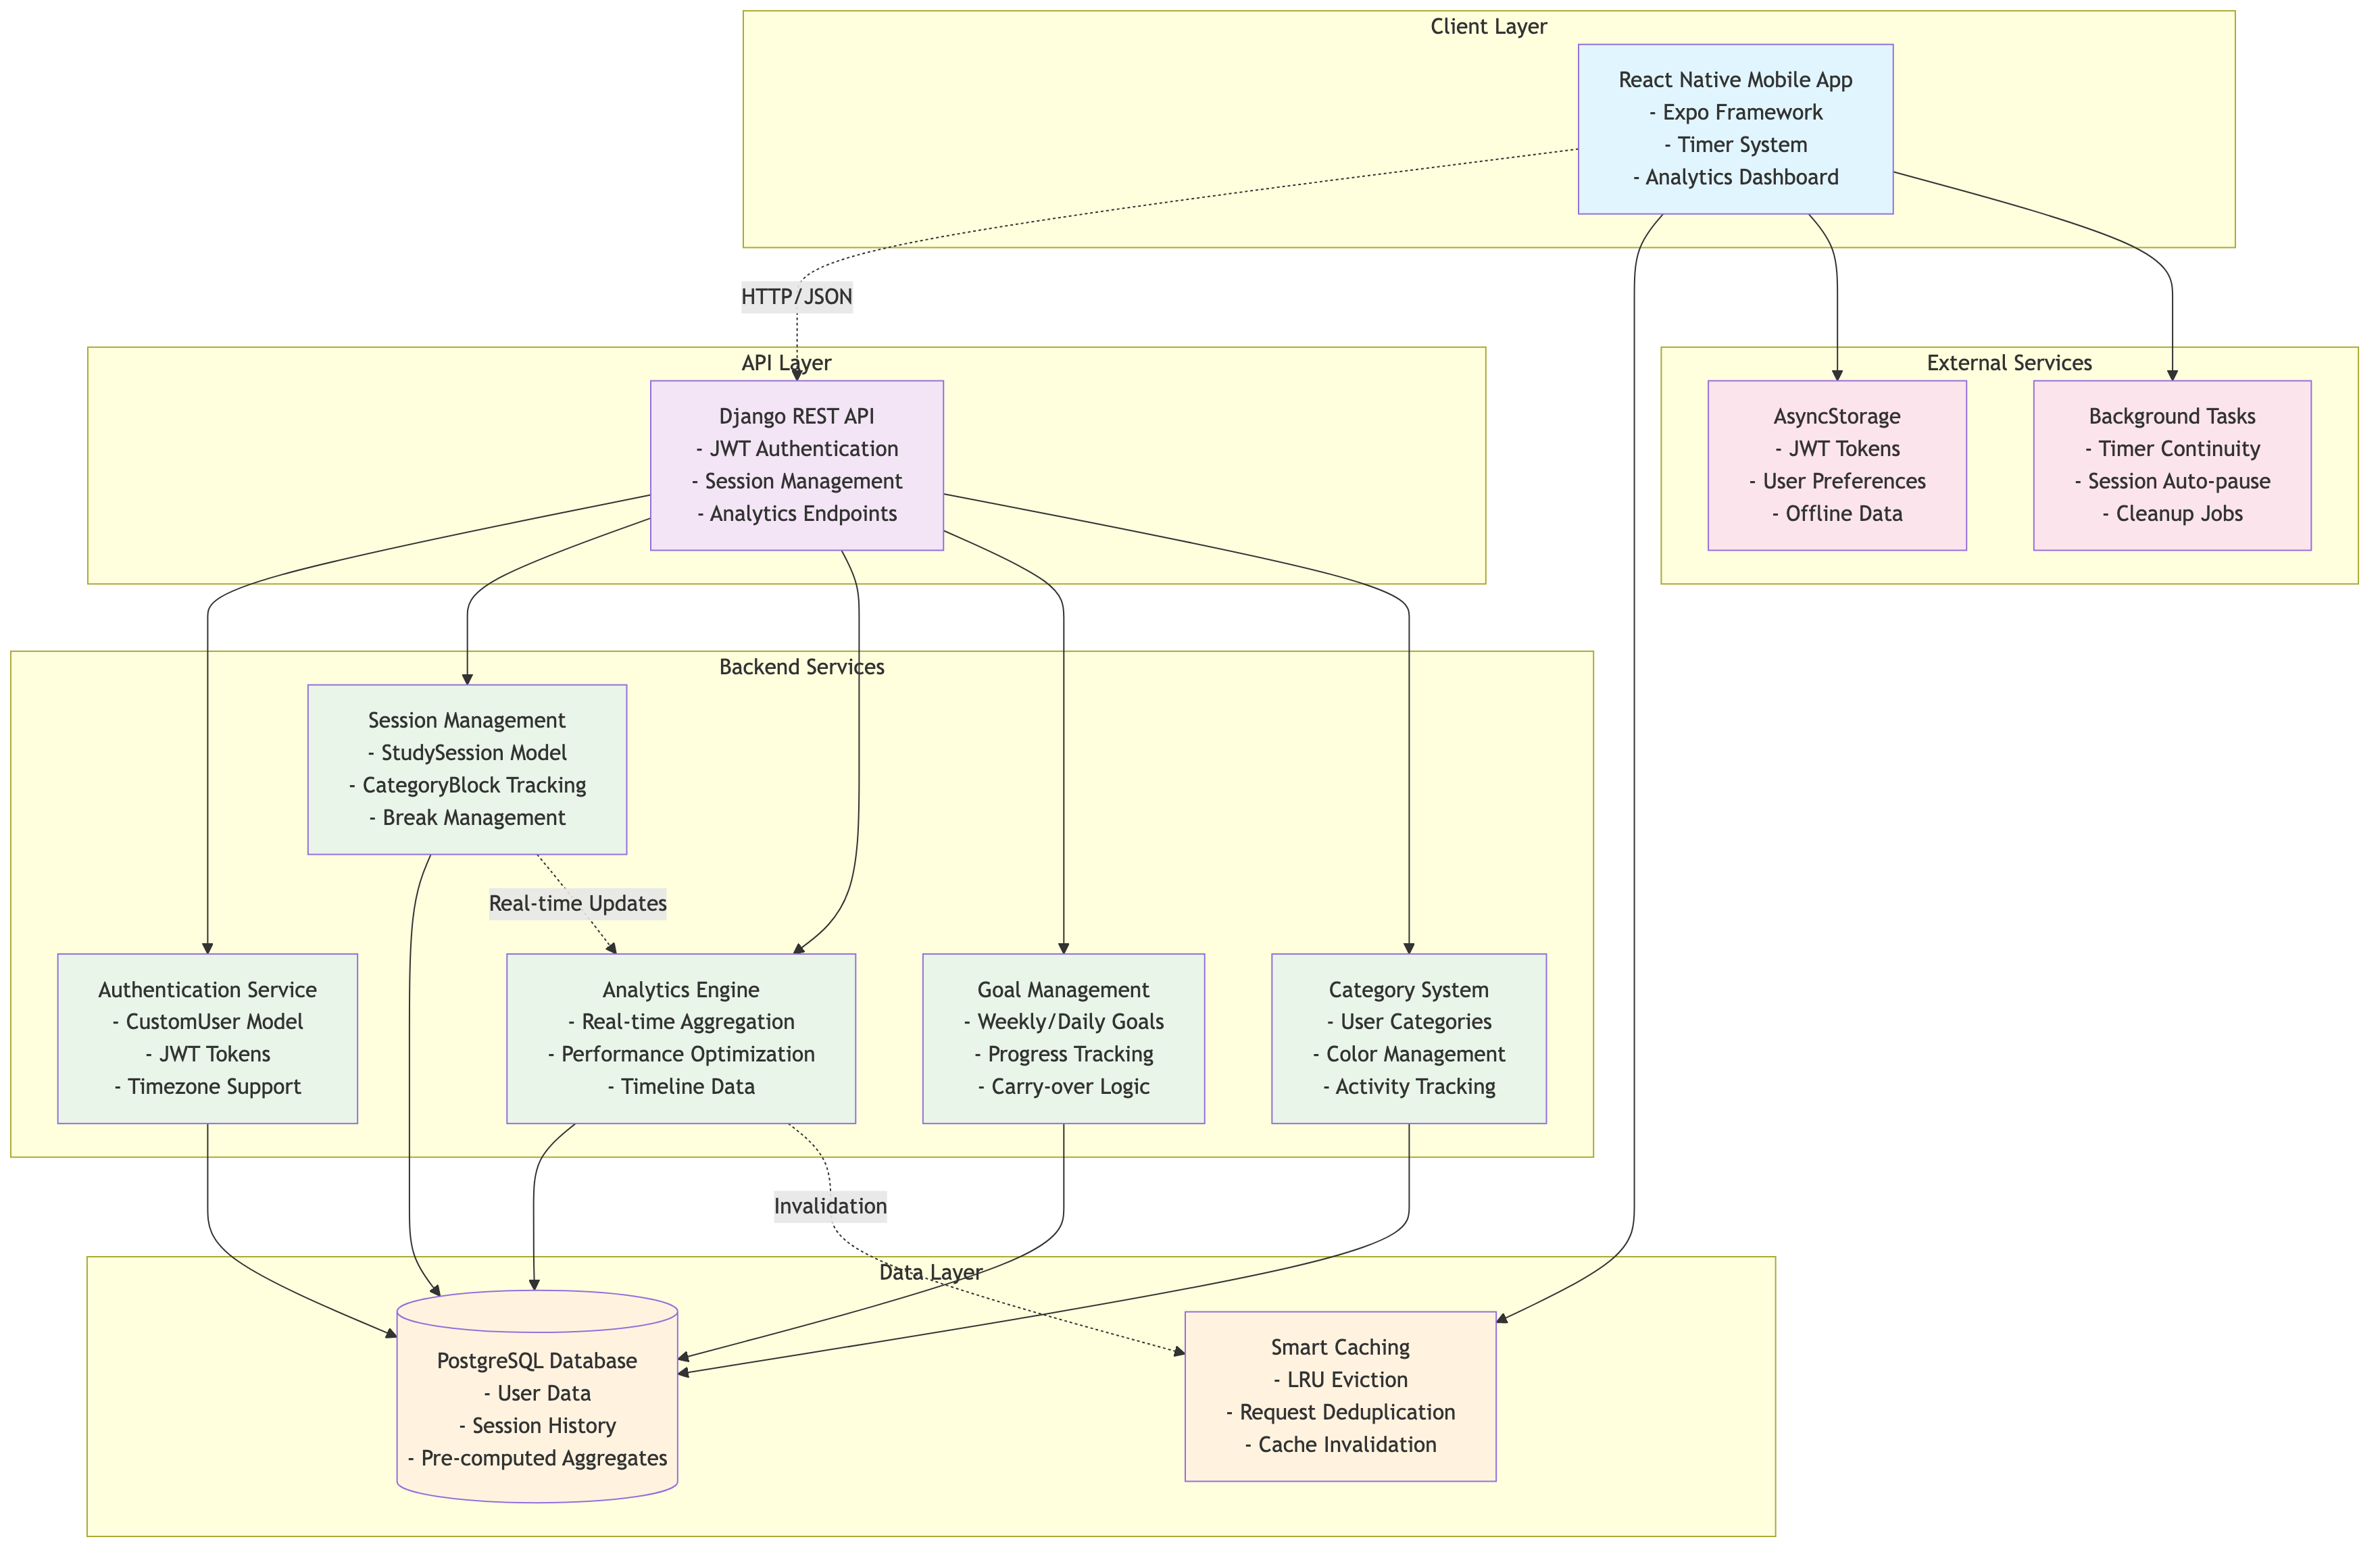 Client Layer
React Native Mobile App
- Expo Framework
- Timer System
- Analytics Dashboard
HTTP/JSON
API Layer
Django REST API
- JWT Authentication
- Session Management
- Analytics Endpoints
External Services
AsyncStorage
- JWT Tokens
- User Preferences
- Offline Data
Background Tasks
- Timer Continuity
- Session Auto-pause
- Cleanup Jobs
Backend Services
Session Management
- StudySession Model
- CategoryBlock Tracking
- Break Management
Real-time Updates
Authentication Service
- CustomUser Model
- JWT Tokens
- Timezone Support
Analytics Engine
- Real-time Aggregation
- Performance Optimization
- Timeline Data
Goal Management
- Weekly/Daily Goals
- Progress Tracking
- Carry-over Logic
Category System
- User Categories
- Color Management
- Activity Tracking
Invalidation
Data Layer
PostgreSQL Database
- User Data
- Session History
- Pre-computed Aggregates
Smart Caching
- LRU Eviction
- Request Deduplication
- Cache Invalidation